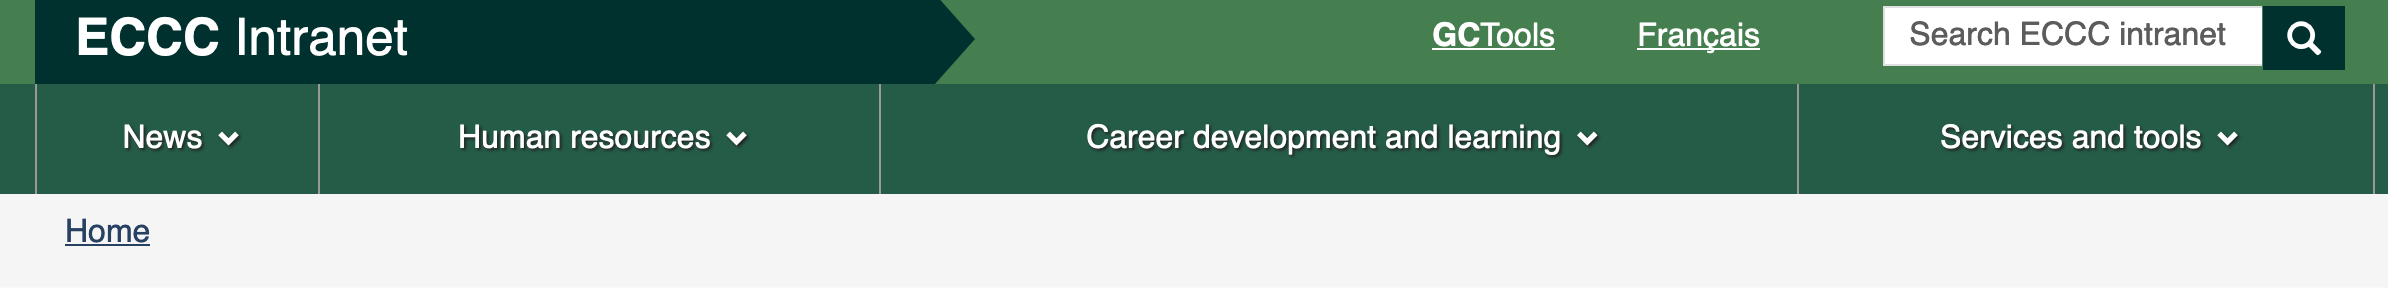 ECCC Intranet GCTools Français Search ECCC intranet
News Human resources Career development and learning Services and tools
Home